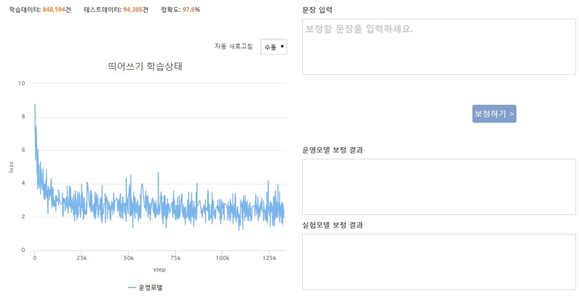 학습데이터: 848,594건 테스트데이터: 94,288건 정확도: 97.6%
자동 새로고침 수동
띄어쓰기 학습상태
10
8
6
4
2
0
loss
0 25k 50k 75k 100k 125k
step
운영모델
문장 입력
보정할 문장을 입력하세요.
보정하기 >
운영모델 보정 결과
실험모델 보정 결과